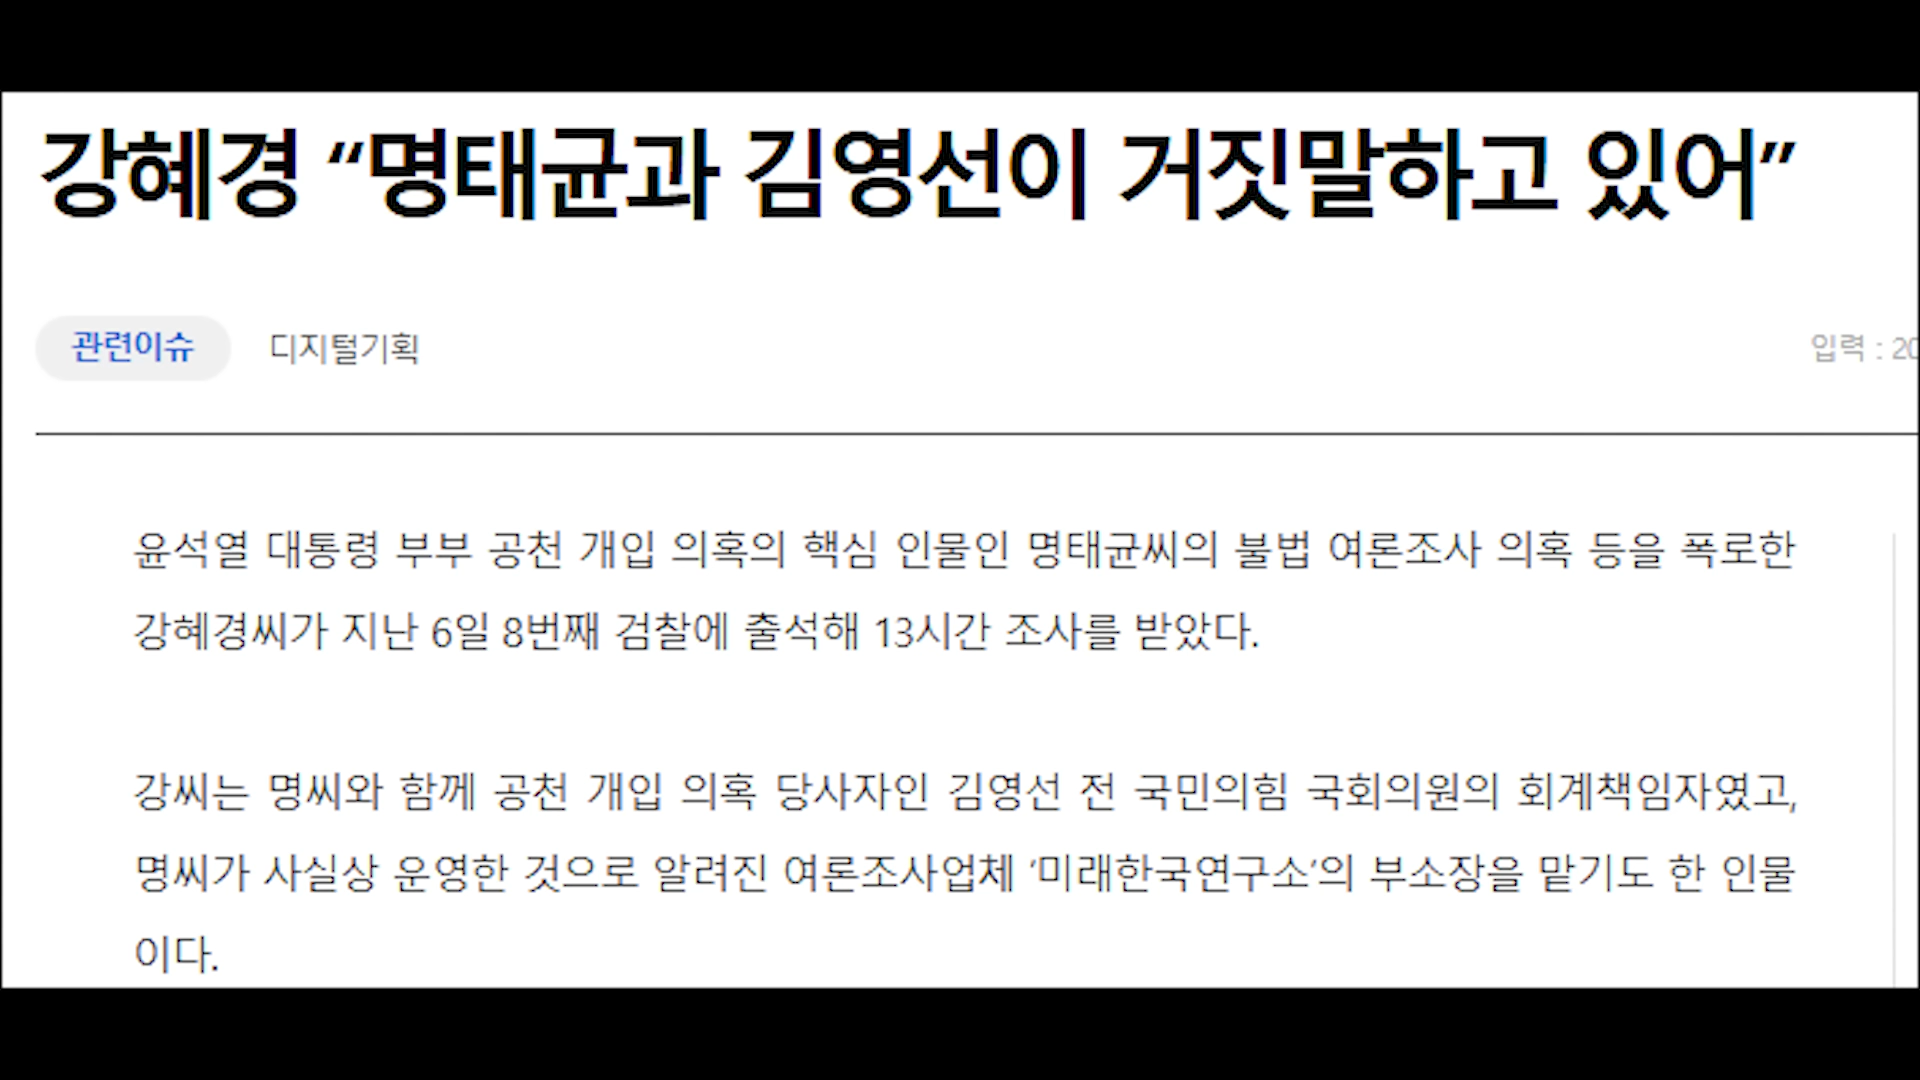 강혜경 “명태균과 김영선이 거짓말하고 있어”
관련이슈 디지털기획 입력 : 20
윤석열 대통령 부부 공천 개입 의혹의 핵심 인물인 명태균씨의 불법 여론조사 의혹 등을 폭로한
강혜경씨가 지난 6일 8번째 검찰에 출석해 13시간 조사를 받았다.
강씨는 명씨와 함께 공천 개입 의혹 당사자인 김영선 전 국민의힘 국회의원의 회계책임자였고,
명씨가 사실상 운영한 것으로 알려진 여론조사업체 ‘미래한국연구소’의 부소장을 맡기도 한 인물
이다.